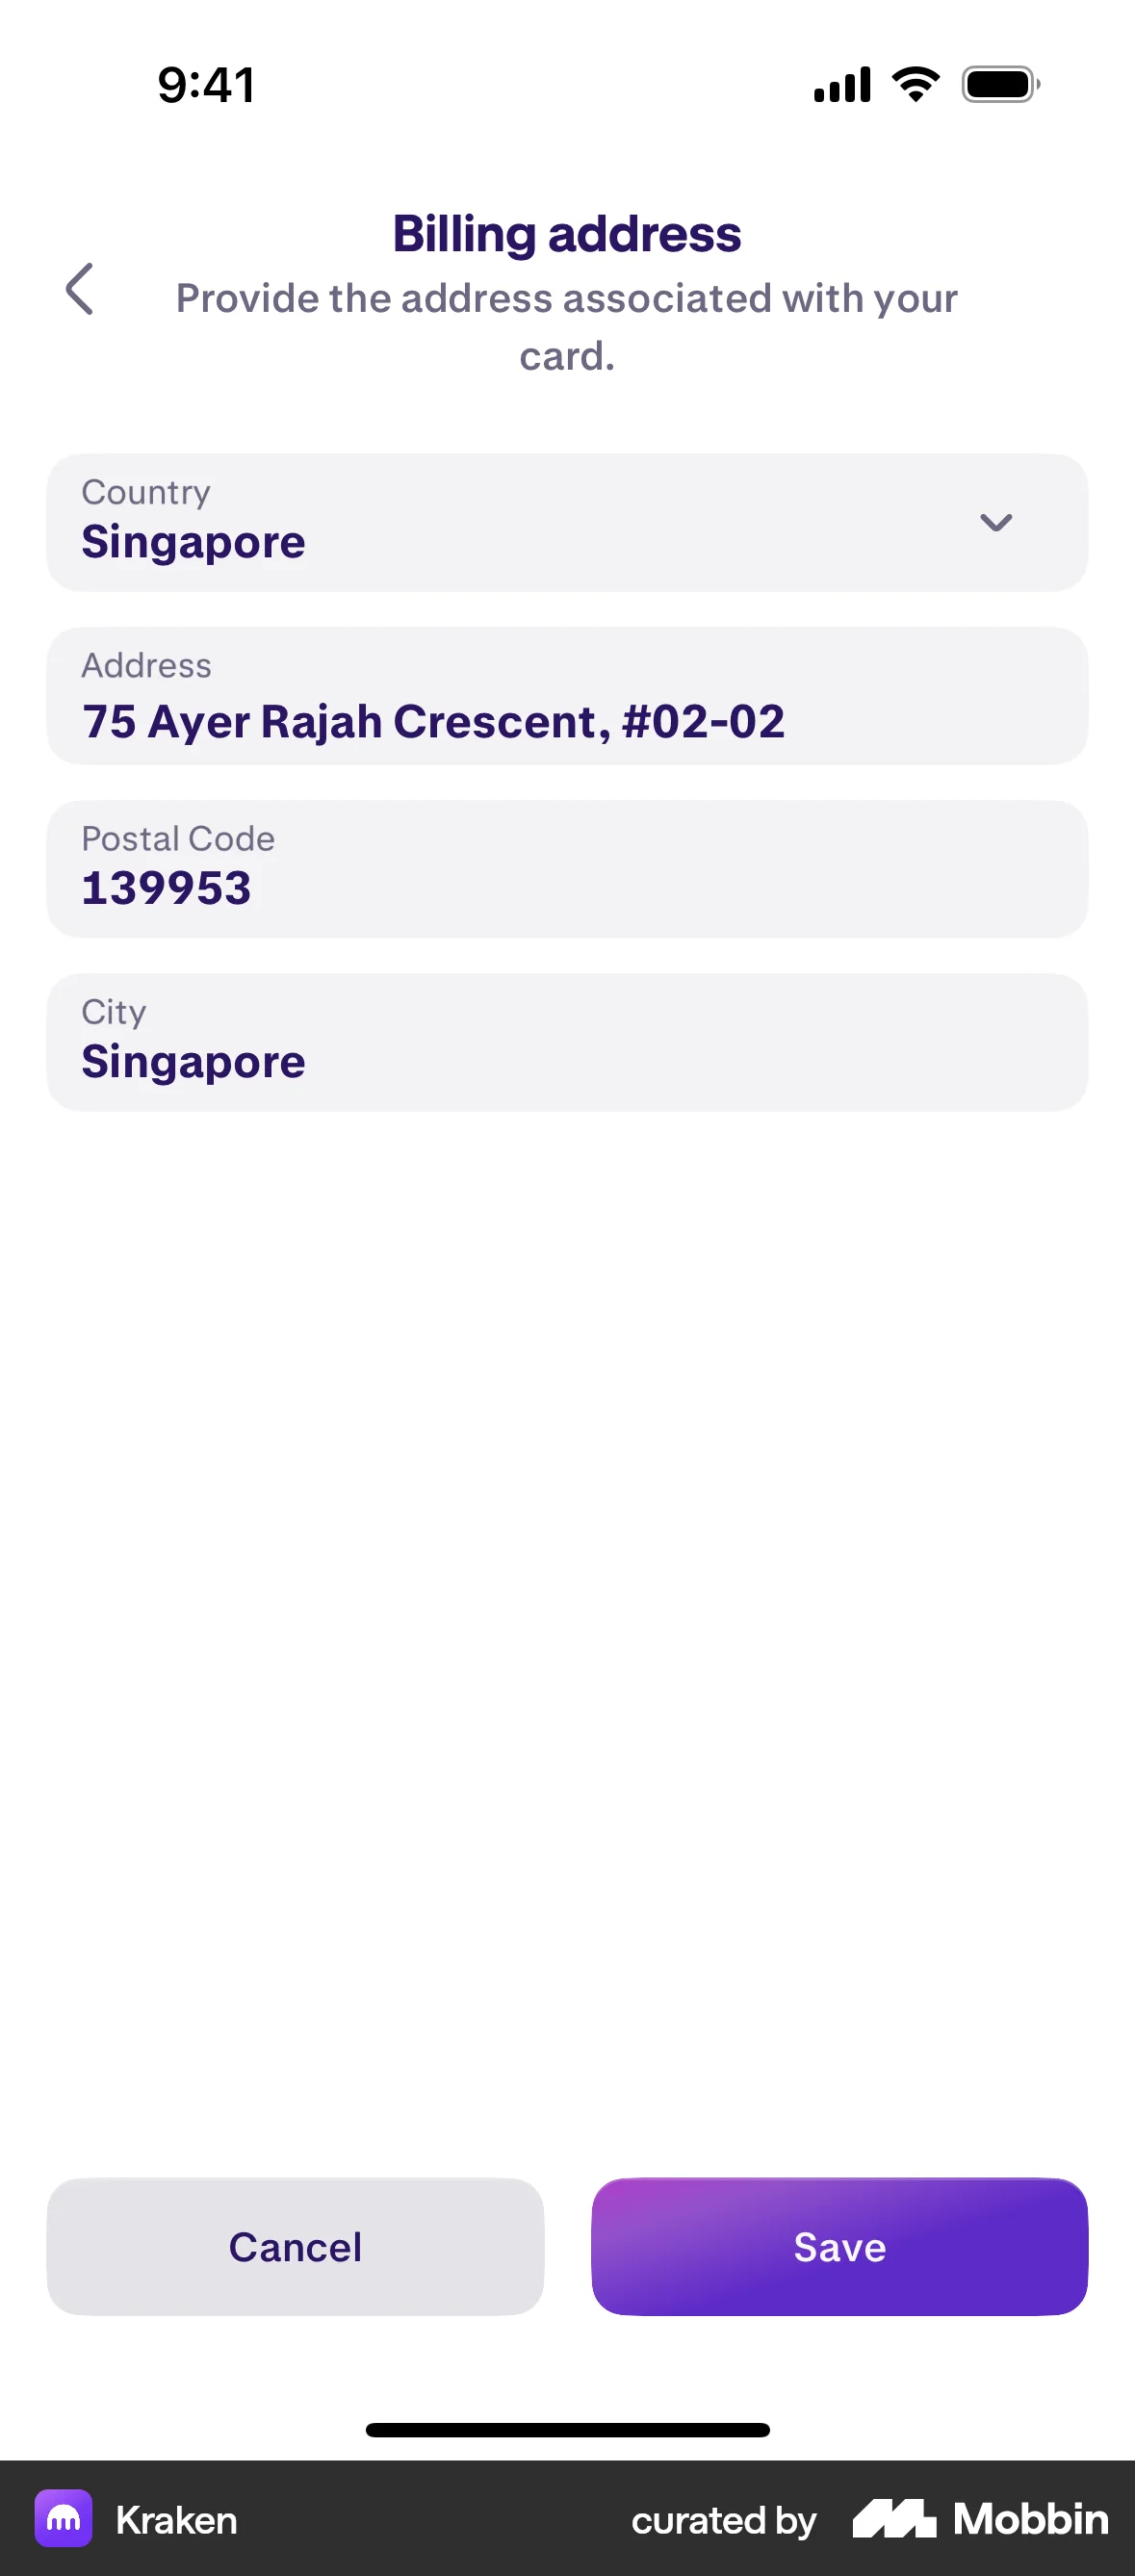 9:41
Billing address
Provide the address associated with your
card.
Country
Singapore
Address
75 Ayer Rajah Crescent, #02-02
Postal Code
139953
City
Singapore
Cancel
Save
Kraken
curated by
Mobbin